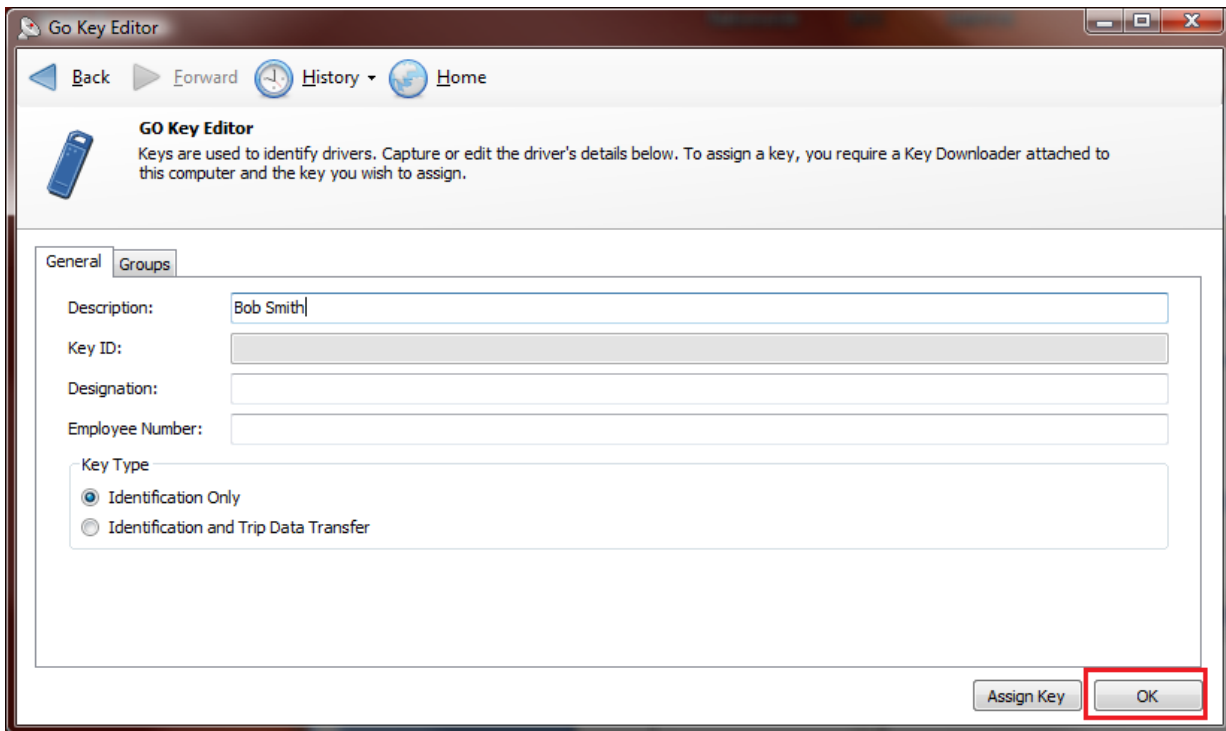 Go Key Editor
Back Forward History Home
GO Key Editor
Keys are used to identify drivers. Capture or edit the driver's details below. To assign a key, you require a Key Downloader attached to
this computer and the key you wish to assign.
General Groups
Description: Bob Smith
Key ID:
Designation:
Employee Number:
Key Type
Identification Only
Identification and Trip Data Transfer
Assign Key OK